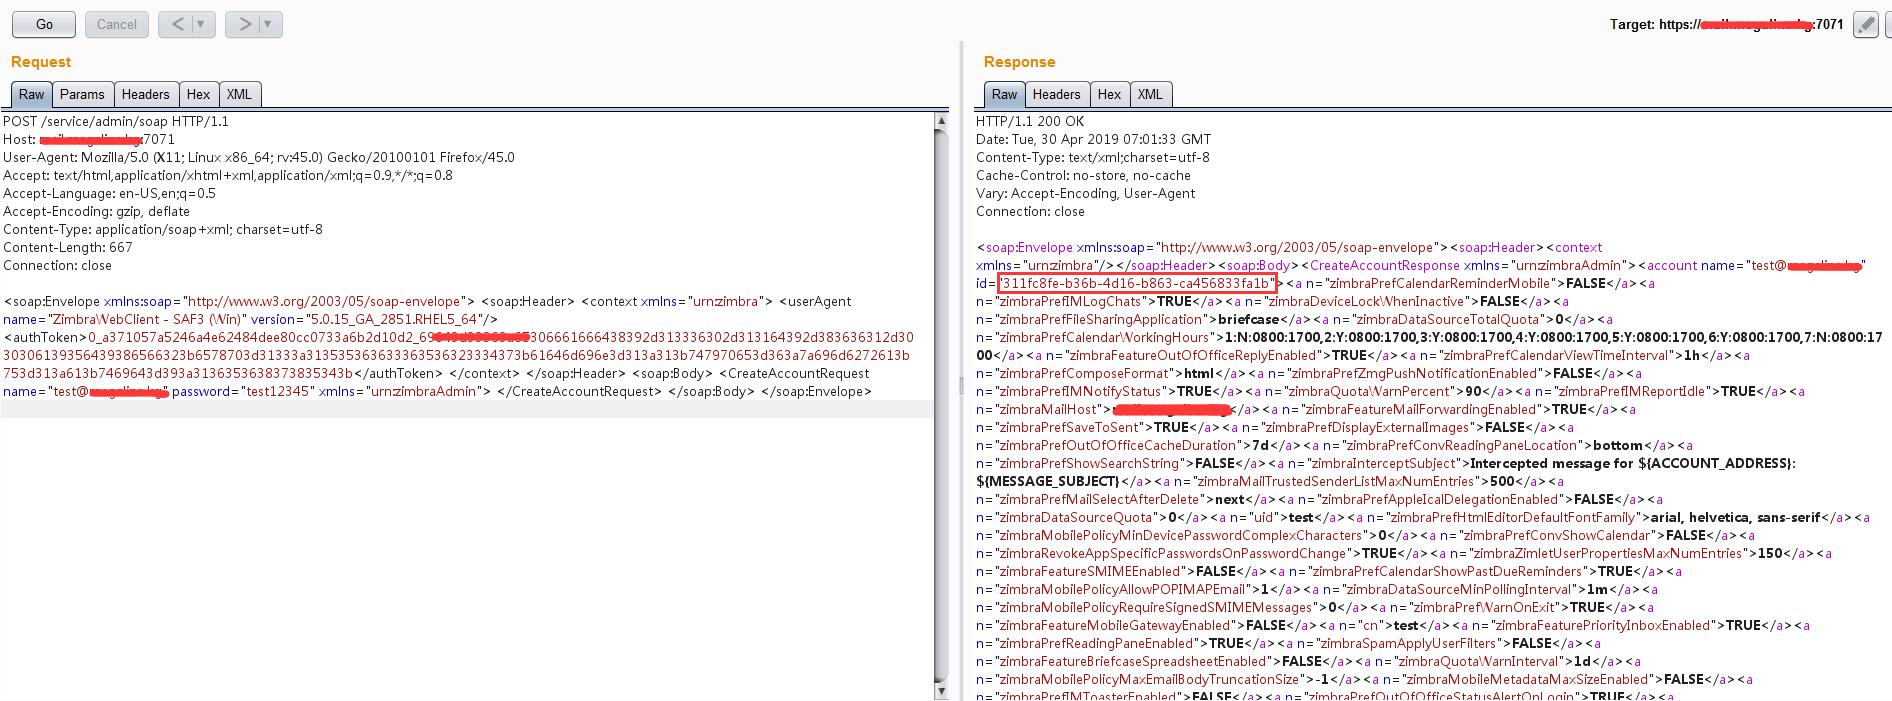 Go
Cancel
Target: https://
:7071
Request
Raw
Params
Headers
Hex
XML
POST /service/admin/soap HTTP/1.1
Host:
:7071
User-Agent: Mozilla/5.0 (X11; Linux x86_64; rv:45.0) Gecko/20100101 Firefox/45.0
Accept: text/html,application/xhtml+xml,application/xml;q=0.9,*/*;q=0.8
Accept-Language: en-US,en;q=0.5
Accept-Encoding: gzip, deflate
Content-Type: application/soap+xml; charset=utf-8
Content-Length: 667
Connection: close
<soap:Envelope xmlns:soap="http://www.w3.org/2003/05/soap-envelope"> <soap:Header> <context xmlns="urn:zimbra"> <userAgent
name="ZimbraWebClient - SAF3 (Win)" version="5.0.15_GA_2851.RHEL5_64"/>
<authToken>
</authToken> </context> </soap:Header> <soap:Body> <CreateAccountRequest
name="test@ password="test12345" xmlns="urn:zimbraAdmin"> </CreateAccountRequest> </soap:Body> </soap:Envelope>
Response
Raw
Headers
Hex
XML
HTTP/1.1 200 OK
Date: Tue, 30 Apr 2019 07:01:33 GMT
Content-Type: text/xml;charset=utf-8
Cache-Control: no-store, no-cache
Vary: Accept-Encoding, User-Agent
Connection: close
<soap:Envelope xmlns:soap="http://www.w3.org/2003/05/soap-envelope"><soap:Header><context
xmlns="urn:zimbra"/></soap:Header><soap:Body><CreateAccountResponse xmlns="urn:zimbraAdmin"><account name="test@ "
id="311fc8fe-b36b-4d16-b863-ca456833fa1b"><a n="zimbraPrefCalendarReminderMobile">FALSE</a><a
n="zimbraPrefIMLogChats">TRUE</a><a n="zimbraDeviceLockWhenInactive">FALSE</a><a
n="zimbraPrefFileSharingApplication">briefcase</a><a n="zimbraDataSourceTotalQuota">0</a><a
n="zimbraPrefCalendarWorkingHours">1:N:0800:1700,2:Y:0800:1700,3:Y:0800:1700,4:Y:0800:1700,5:Y:0800:1700,6:Y:0800:1700,7:N:0800:17
00</a><a n="zimbraFeatureOutOfOfficeReplyEnabled">TRUE</a><a n="zimbraPrefCalendarViewTimeInterval">1h</a><a
n="zimbraPrefComposeFormat">html</a><a n="zimbraPrefZmgPushNotificationEnabled">FALSE</a><a
n="zimbraPrefIMNotifyStatus">TRUE</a><a n="zimbraQuotaWarnPercent">90</a><a n="zimbraPrefIMReportIdle">TRUE</a><a
n="zimbraMailHost"> </a><a n="zimbraFeatureMailForwardingEnabled">TRUE</a><a
n="zimbraPrefSaveToSent">TRUE</a><a n="zimbraPrefDisplayExternalImages">FALSE</a><a
n="zimbraPrefOutOfOfficeCacheDuration">7d</a><a n="zimbraPrefConvReadingPaneLocation">bottom</a><a
n="zimbraPrefShowSearchString">FALSE</a><a n="zimbraInterceptSubject">Intercepted message for ${ACCOUNT_ADDRESS}:
${MESSAGE_SUBJECT}</a><a n="zimbraMailTrustedSenderListMaxNumEntries">500</a><a
n="zimbraPrefMailSelectAfterDelete">next</a><a n="zimbraPrefAppleIcalDelegationEnabled">FALSE</a><a
n="zimbraDataSourceQuota">0</a><a n="uid">test</a><a n="zimbraPrefHtmlEditorDefaultFontFamily">arial, helvetica, sans-serif</a><a
n="zimbraMobilePolicyMinDevicePasswordComplexCharacters">0</a><a n="zimbraPrefConvShowCalendar">FALSE</a><a
n="zimbraRevokeAppSpecificPasswordsOnPasswordChange">TRUE</a><a n="zimbraZimletUserPropertiesMaxNumEntries">150</a><a
n="zimbraFeatureSMIMEEnabled">FALSE</a><a n="zimbraPrefCalendarShowPastDueReminders">TRUE</a><a
n="zimbraMobilePolicyAllowPOPIMAPEmail">1</a><a n="zimbraDataSourceMinPollingInterval">1m</a><a
n="zimbraMobilePolicyRequireSignedSMIMEMessages">0</a><a n="zimbraPrefWarnOnExit">TRUE</a><a
n="zimbraFeatureMobileGatewayEnabled">FALSE</a><a n="cn">test</a><a n="zimbraFeaturePriorityInboxEnabled">TRUE</a><a
n="zimbraPrefReadingPaneEnabled">TRUE</a><a n="zimbraSpamApplyUserFilters">FALSE</a><a
n="zimbraFeatureBriefcaseSpreadsheetEnabled">FALSE</a><a n="zimbraQuotaWarnInterval">1d</a><a
n="zimbraMobilePolicyMaxEmailBodyTruncationSize">-1</a><a n="zimbraMobileMetadataMaxSizeEnabled">FALSE</a><a
n="zimbraPrefIMToasterEnabled">FALSE</a><a n="zimbraPrefOutOfOfficeStatusAlertOnLogin">TRUE</a><a